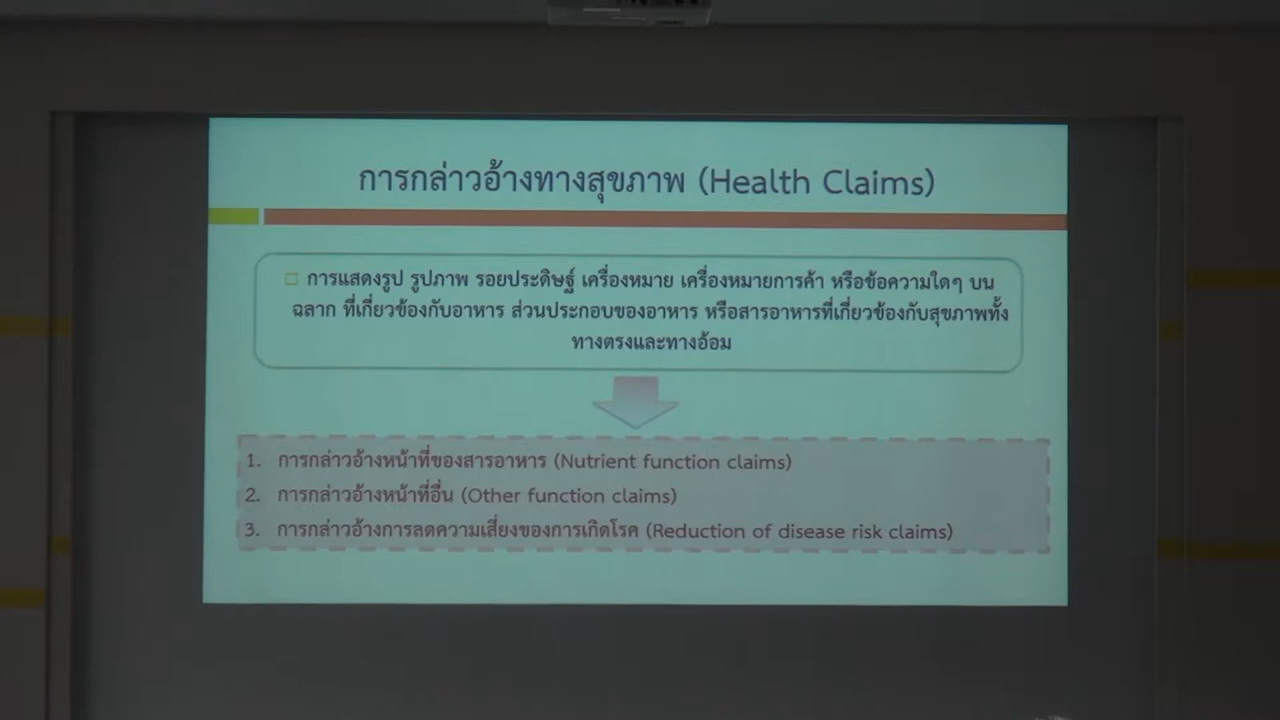 การกล่าวอ้างทางสุขภาพ (Health Claims)
การแสดงรูป รูปภาพ รอยประดิษฐ์ เครื่องหมาย เครื่องหมายการค้า หรือข้อความใดๆ บน
ฉลาก ที่เกี่ยวข้องกับอาหาร ส่วนประกอบของอาหาร หรือสารอาหารที่เกี่ยวข้องกับสุขภาพทั้ง
ทางตรงและทางอ้อม
1. การกล่าวอ้างหน้าที่ของสารอาหาร (Nutrient function claims)
2. การกล่าวอ้างหน้าที่อื่น (Other function claims)
3. การกล่าวอ้างการลดความเสี่ยงของการเกิดโรค (Reduction of disease risk claims)